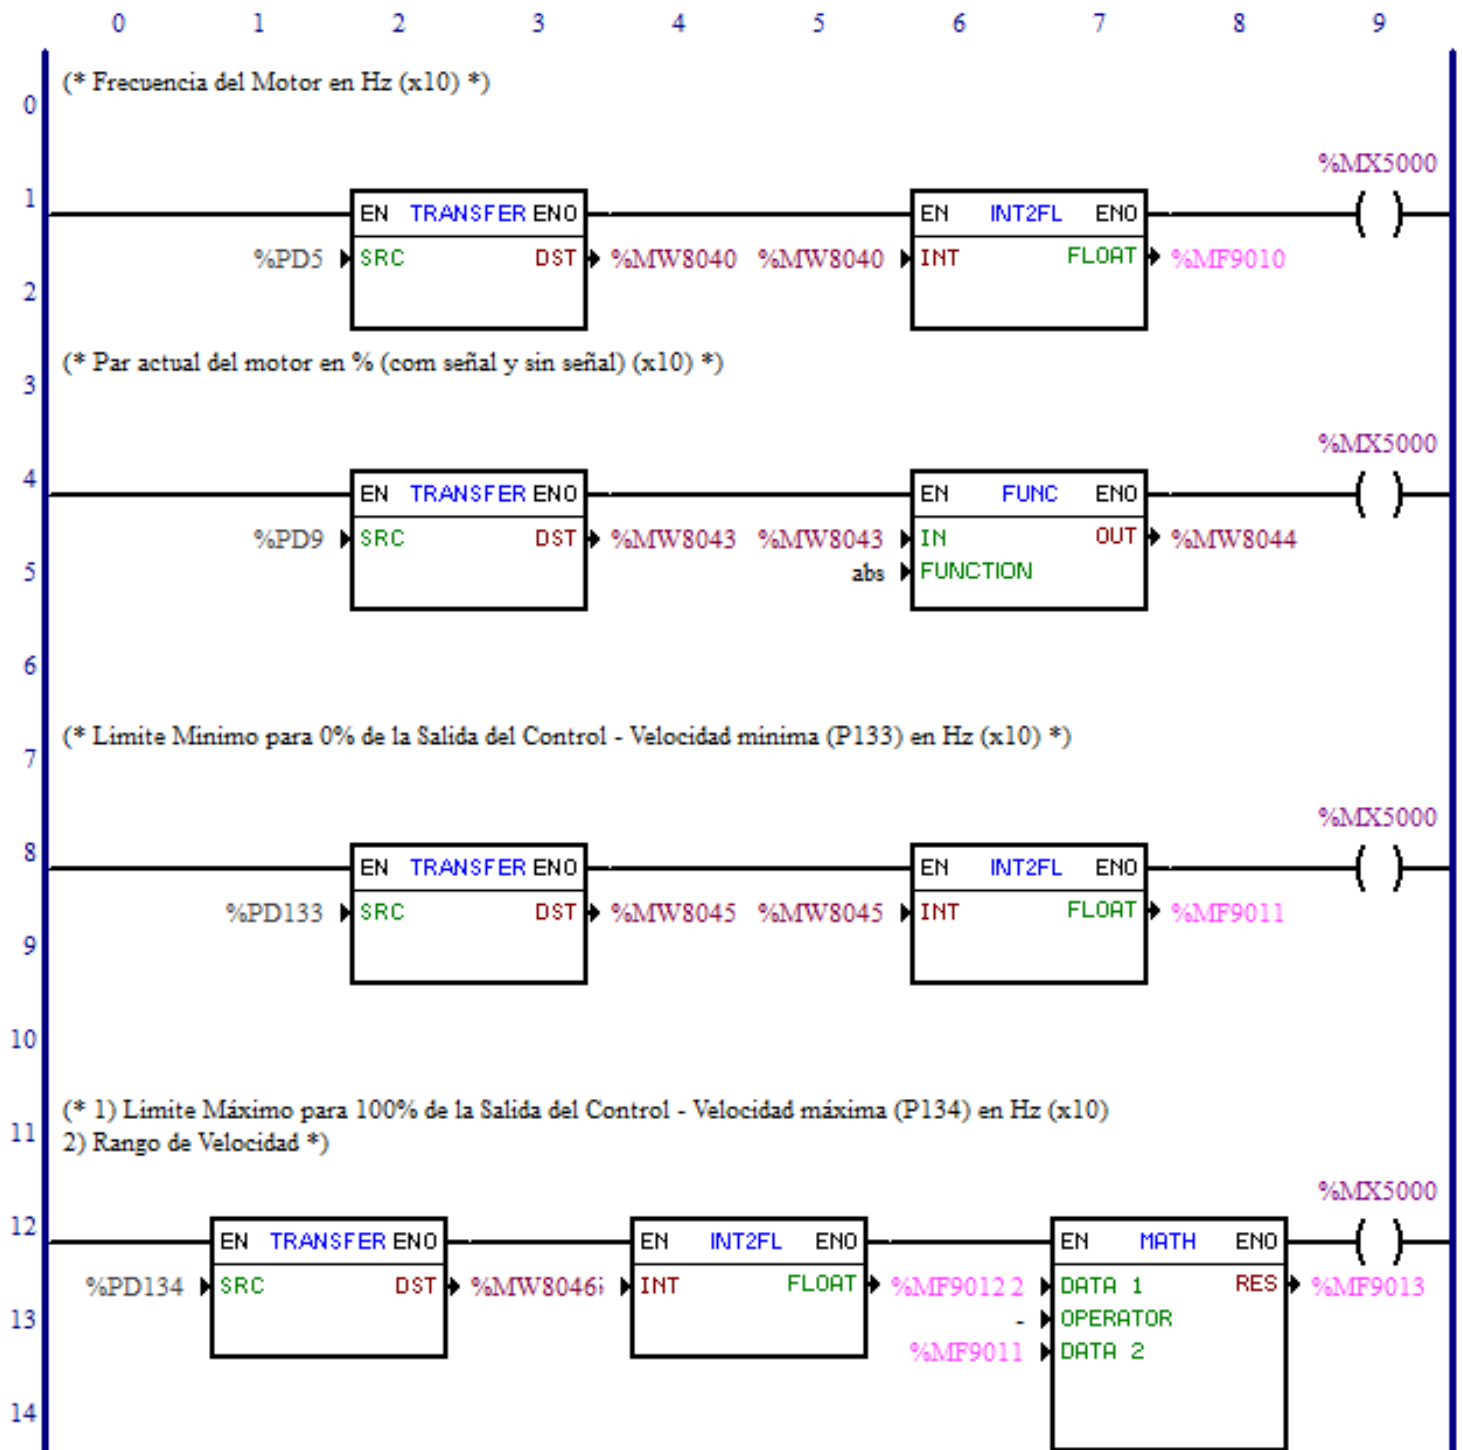 0 1 2 3 4 5 6 7 8 9
(* Frecuencia del Motor en Hz (x10) *)
0
%MX5000
1
EN TRANSFER ENO EN INT2FL ENO
%PD5 SRC DST %MW8040 %MW8040 INT FLOAT %MF9010
2
(* Par actual del motor en % (com señal y sin señal) (x10) *)
3
%MX5000
4
EN TRANSFER ENO EN FUNC ENO
%PD9 SRC DST %MW8043 %MW8043 IN OUT %MW8044
5 abs FUNCTION
6
(* Limite Minimo para 0% de la Salida del Control - Velocidad minima (P133) en Hz (x10) *)
7
%MX5000
8
EN TRANSFER ENO EN INT2FL ENO
%PD133 SRC DST %MW8045 %MW8045 INT FLOAT %MF9011
9
10
(* 1) Limite Máximo para 100% de la Salida del Control - Velocidad máxima (P134) en Hz (x10)
11
2) Rango de Velocidad *)
%MX5000
12
EN TRANSFER ENO EN INT2FL ENO EN MATH ENO
%PD134 SRC DST %MW8046 INT FLOAT %MF9012 2 DATA 1 RES %MF9013
13 - OPERATOR
%MF9011 DATA 2
14